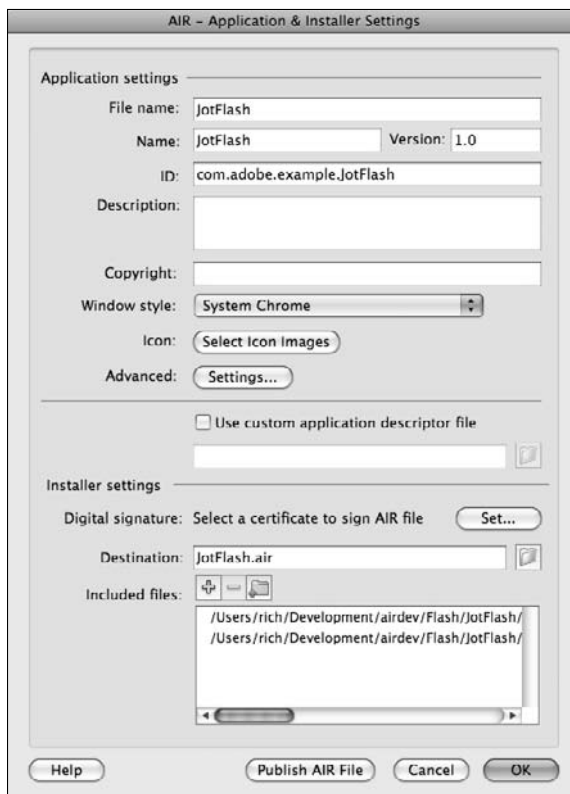 AIR – Application & Installer Settings
Application settings
File name: JotFlash
Name: JotFlash Version: 1.0
ID: com.adobe.example.JotFlash
Description:
Copyright:
Window style: System Chrome
Icon: Select Icon Images
Advanced: Settings...
Use custom application descriptor file
Installer settings
Digital signature: Select a certificate to sign AIR file Set...
Destination: JotFlash.air
Included files:
/Users/rich/Development/airdev/Flash/JotFlash/
/Users/rich/Development/airdev/Flash/JotFlash/
Help Publish AIR File Cancel OK